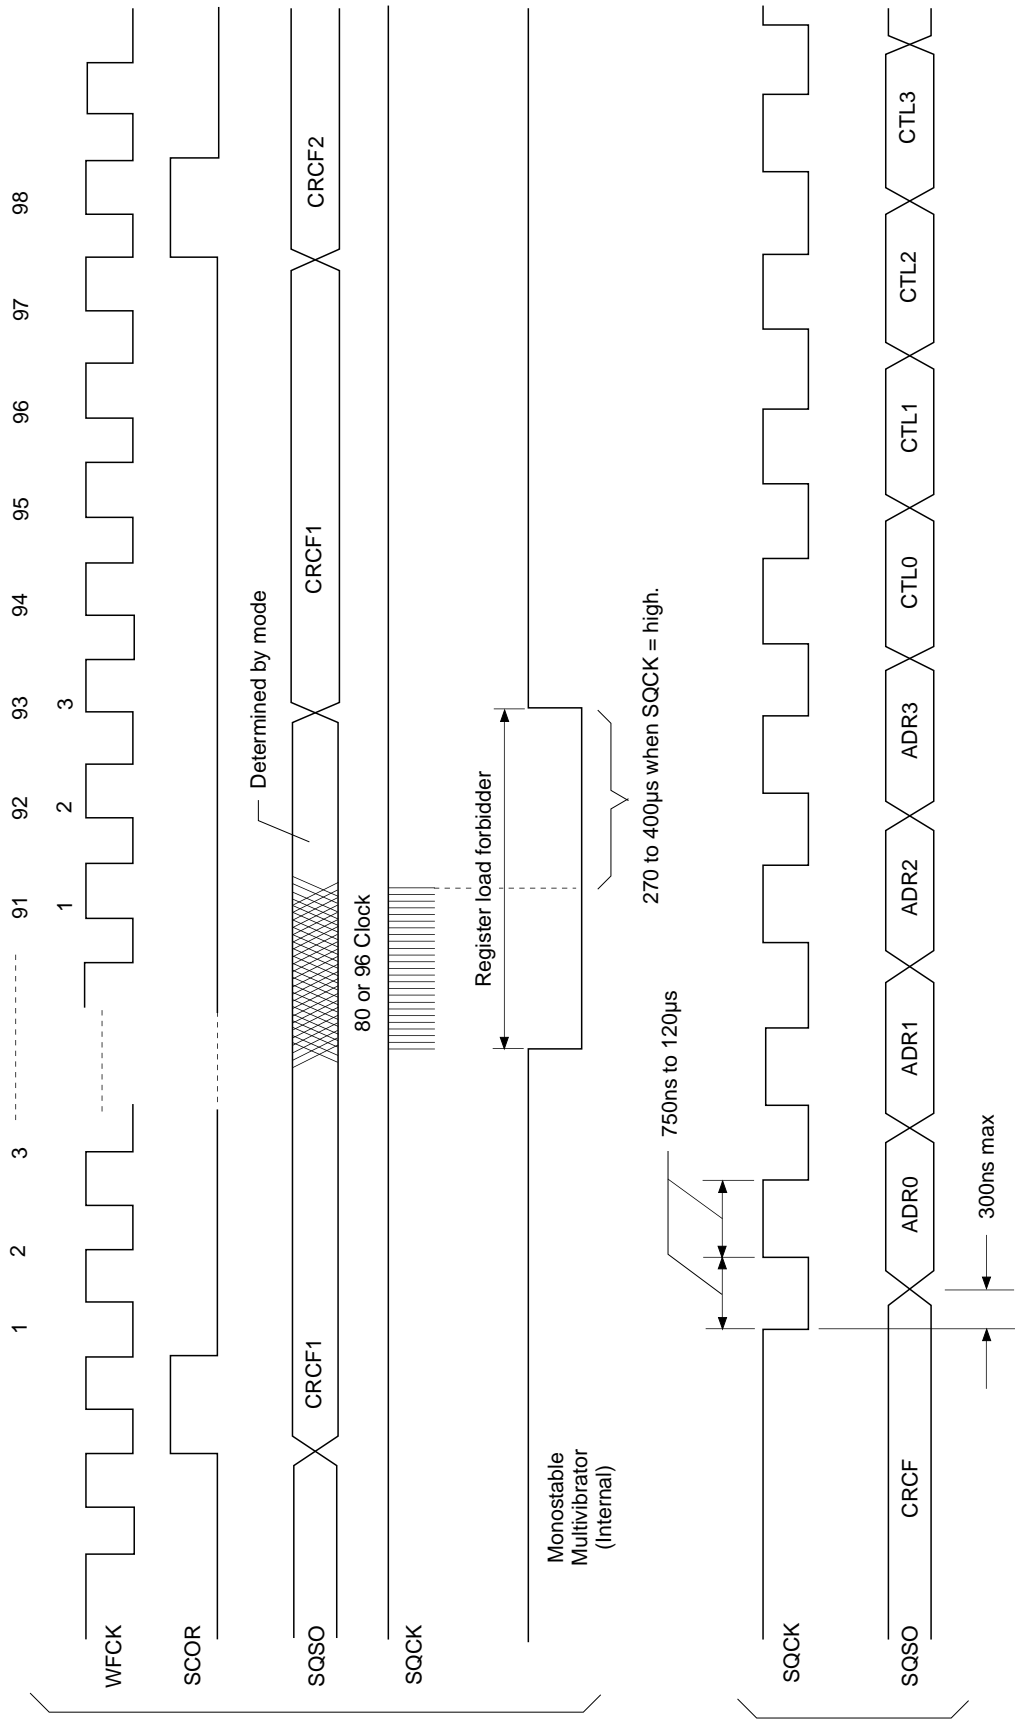 1 2 3 91 92 93 94 95 96 97 98
1 2 3
WFCK
SCOR
Determined by mode
SQSO CRCF1 CRCF1 CRCF2
80 or 96 Clock
SQCK
Register load forbidder
Monostable
Multivibrator
(Internal)
270 to 400µs when SQCK = high.
750ns to 120µs
SQCK
SQSO CRCF ADR0 ADR1 ADR2 ADR3 CTL0 CTL1 CTL2 CTL3
300ns max